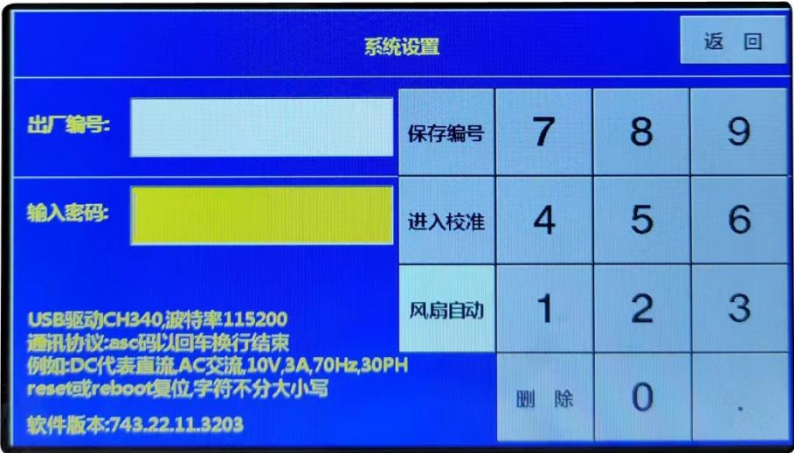 系统设置
返 回
出厂编号:
保存编号
7
8
9
输入密码:
进入校准
4
5
6
风扇自动
1
2
3
USB驱动CH340,波特率115200
通讯协议:asc码以回车换行结束
例如:DC代表直流,AC交流,10V,3A,70Hz,30PH
reset或reboot复位,字符不分大小写
删 除
0
.
软件版本:743.22.11.3203